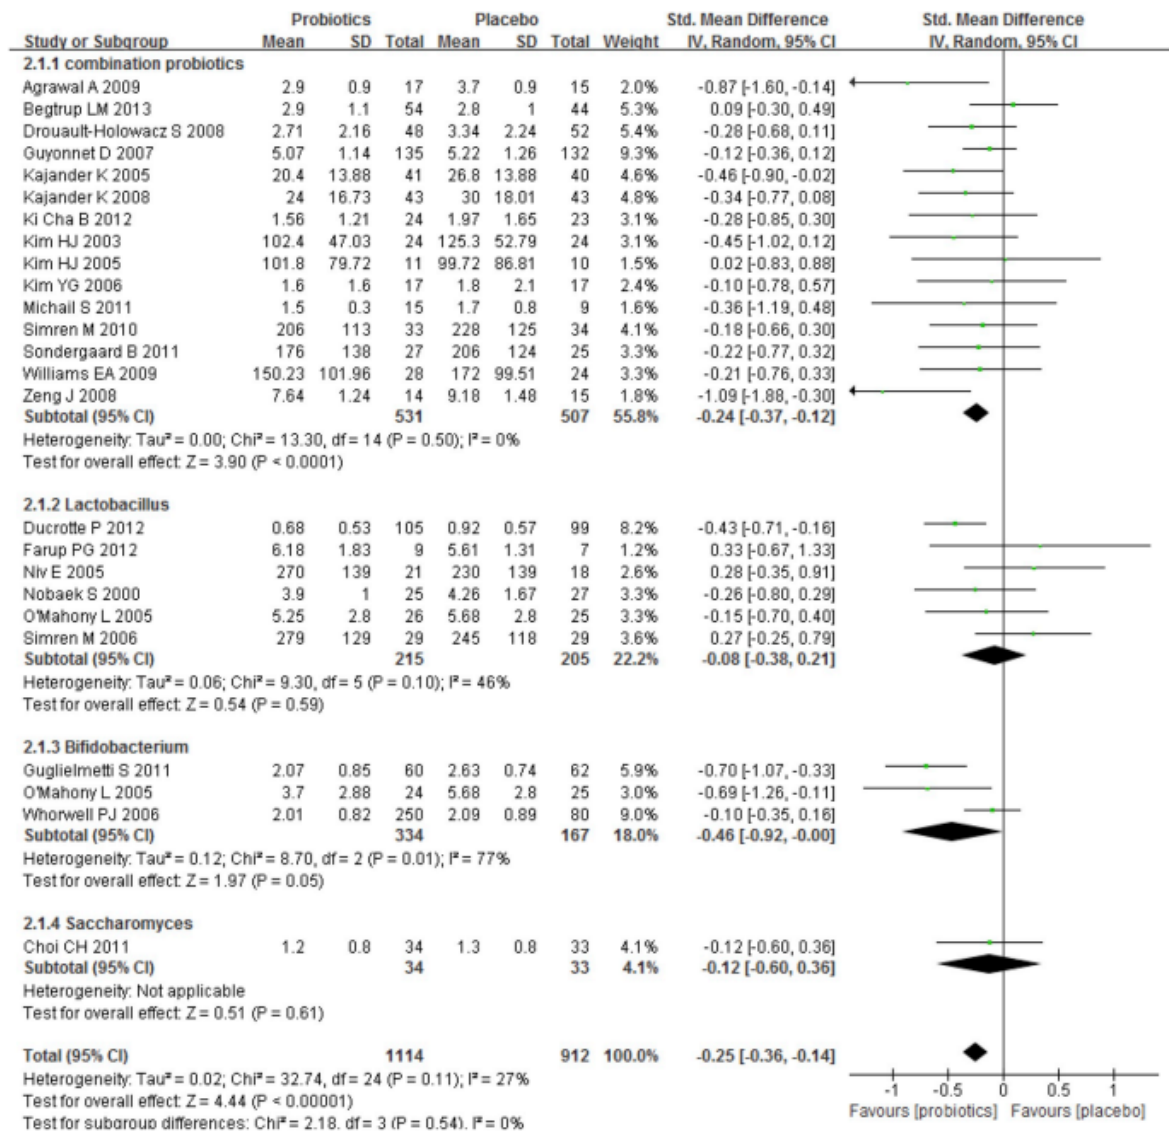 Probiotics Placebo Std. Mean Difference Std. Mean Difference
Study or Subgroup Mean SD Total Mean SD Total Weight IV, Random, 95% CI IV, Random, 95% CI
2.1.1 combination probiotics
Agrawal A 2009 2.9 0.9 17 3.7 0.9 15 2.0% -0.87 [-1.60, -0.14]
Begtrup LM 2013 2.9 1.1 54 2.8 1 44 5.3% 0.09 [-0.30, 0.49]
Drouault-Holowacz S 2008 2.71 2.16 48 3.34 2.24 52 5.4% -0.28 [-0.68, 0.11]
Guyonnet D 2007 5.07 1.14 135 5.22 1.26 132 9.3% -0.12 [-0.36, 0.12]
Kajander K 2005 20.4 13.88 41 26.8 13.88 40 4.6% -0.46 [-0.90, -0.02]
Kajander K 2008 24 16.73 43 30 18.01 43 4.8% -0.34 [-0.77, 0.08]
Ki Cha B 2012 1.56 1.21 24 1.97 1.65 23 3.1% -0.28 [-0.85, 0.30]
Kim HJ 2003 102.4 47.03 24 125.3 52.79 24 3.1% -0.45 [-1.02, 0.12]
Kim HJ 2005 101.8 79.72 11 99.72 86.81 10 1.5% 0.02 [-0.83, 0.88]
Kim YG 2006 1.6 1.6 17 1.8 2.1 17 2.4% -0.10 [-0.78, 0.57]
Michail S 2011 1.5 0.3 15 1.7 0.8 9 1.6% -0.36 [-1.19, 0.48]
Simren M 2010 206 113 33 228 125 34 4.1% -0.18 [-0.66, 0.30]
Sondergaard B 2011 176 138 27 206 124 25 3.3% -0.22 [-0.77, 0.32]
Williams EA 2009 150.23 101.96 28 172 99.51 24 3.3% -0.21 [-0.76, 0.33]
Zeng J 2008 7.64 1.24 14 9.18 1.48 15 1.8% -1.09 [-1.88, -0.30]
Subtotal (95% CI) 531 507 55.8% -0.24 [-0.37, -0.12]
Heterogeneity: Tau² = 0.00; Chi² = 13.30, df = 14 (P = 0.50); I² = 0%
Test for overall effect: Z = 3.90 (P < 0.0001)
2.1.2 Lactobacillus
Ducrotte P 2012 0.68 0.53 105 0.92 0.57 99 8.2% -0.43 [-0.71, -0.16]
Farup PG 2012 6.18 1.83 9 5.61 1.31 7 1.2% 0.33 [-0.67, 1.33]
Niv E 2005 270 139 21 230 139 18 2.6% 0.28 [-0.35, 0.91]
Nobaek S 2000 3.9 1 25 4.26 1.67 27 3.3% -0.26 [-0.80, 0.29]
O'Mahony L 2005 5.25 2.8 26 5.68 2.8 25 3.3% -0.15 [-0.70, 0.40]
Simren M 2006 279 129 29 245 118 29 3.6% 0.27 [-0.25, 0.79]
Subtotal (95% CI) 215 205 22.2% -0.08 [-0.38, 0.21]
Heterogeneity: Tau² = 0.06; Chi² = 9.30, df = 5 (P = 0.10); I² = 46%
Test for overall effect: Z = 0.54 (P = 0.59)
2.1.3 Bifidobacterium
Guglielmetti S 2011 2.07 0.85 60 2.63 0.74 62 5.9% -0.70 [-1.07, -0.33]
O'Mahony L 2005 3.7 2.88 24 5.68 2.8 25 3.0% -0.69 [-1.26, -0.11]
Whorwell PJ 2006 2.01 0.82 250 2.09 0.89 80 9.0% -0.10 [-0.35, 0.16]
Subtotal (95% CI) 334 167 18.0% -0.46 [-0.92, -0.00]
Heterogeneity: Tau² = 0.12; Chi² = 8.70, df = 2 (P = 0.01); I² = 77%
Test for overall effect: Z = 1.97 (P = 0.05)
2.1.4 Saccharomyces
Choi CH 2011 1.2 0.8 34 1.3 0.8 33 4.1% -0.12 [-0.60, 0.36]
Subtotal (95% CI) 34 33 4.1% -0.12 [-0.60, 0.36]
Heterogeneity: Not applicable
Test for overall effect: Z = 0.51 (P = 0.61)
Total (95% CI) 1114 912 100.0% -0.25 [-0.36, -0.14]
Heterogeneity: Tau² = 0.02; Chi² = 32.74, df = 24 (P = 0.11); I² = 27%
Test for overall effect: Z = 4.44 (P < 0.00001)
Test for subgroup differences: Chi² = 2.18, df = 3 (P = 0.54), I² = 0%
-1 -0.5 0 0.5 1
Favours [probiotics] Favours [placebo]